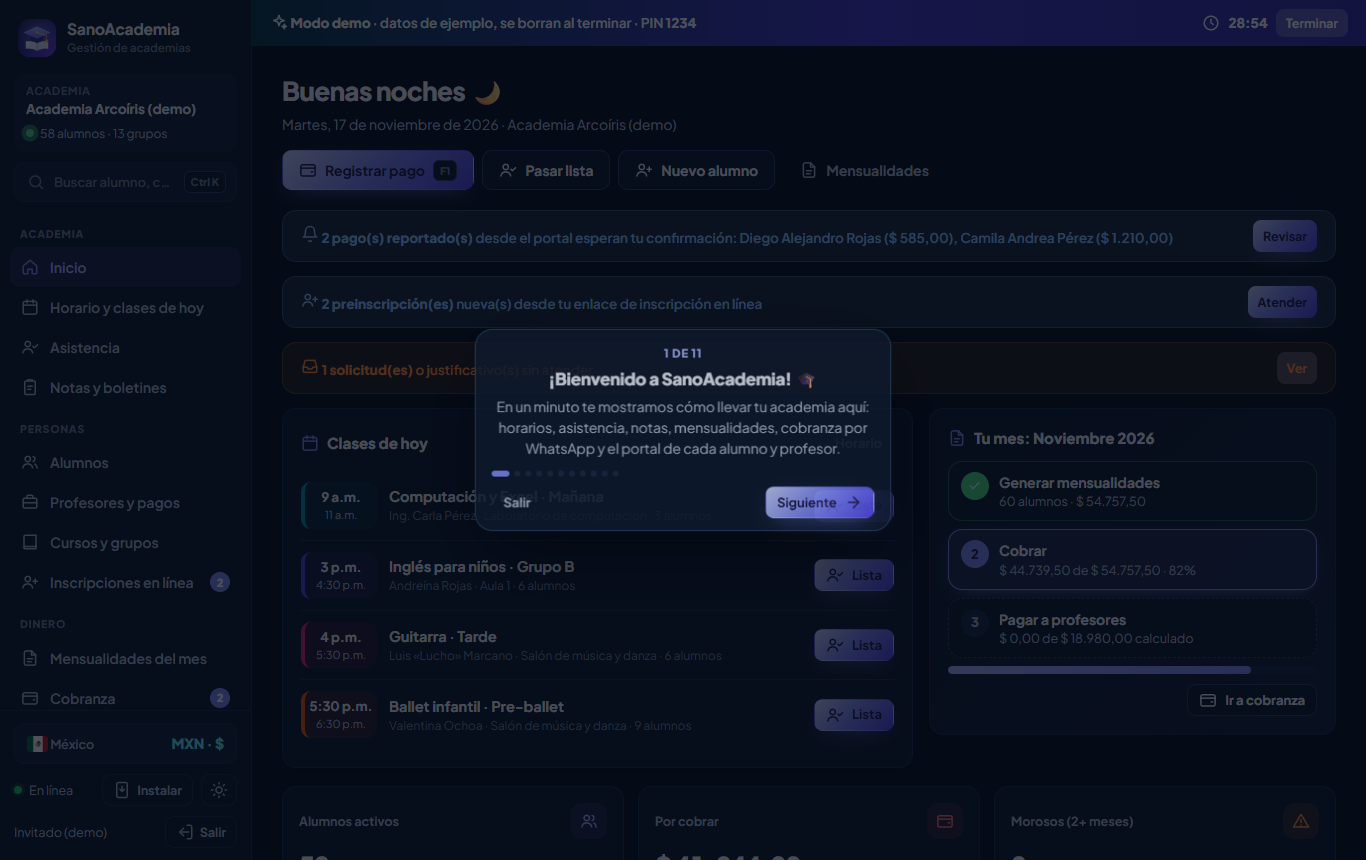 SanoAcademia
Gestión de academias
ACADEMIA
Academia Arcoíris (demo)
58 alumnos · 13 grupos
Buscar alumno, c... Ctrl K
ACADEMIA
Inicio
Horario y clases de hoy
Asistencia
Notas y boletines
PERSONAS
Alumnos
Profesores y pagos
Cursos y grupos
Inscripciones en línea 2
DINERO
Mensualidades del mes
Cobranza 2
México MXN · $
En línea Instalar
Invitado (demo) Salir
Modo demo · datos de ejemplo, se borran al terminar · PIN 1234
28:54 Terminar
Buenas noches
Martes, 17 de noviembre de 2026 · Academia Arcoíris (demo)
Registrar pago F1 Pasar lista Nuevo alumno Mensualidades
2 pago(s) reportado(s) desde el portal esperan tu confirmación: Diego Alejandro Rojas ($ 585,00), Camila Andrea Pérez ($ 1.210,00) Revisar
2 preinscripción(es) nueva(s) desde tu enlace de inscripción en línea Atender
1 solicitud(es) o justificativo(s) sin atender Ver
1 DE 11
¡Bienvenido a SanoAcademia!
En un minuto te mostramos cómo llevar tu academia aquí:
horarios, asistencia, notas, mensualidades, cobranza por
WhatsApp y el portal de cada alumno y profesor.
Salir Siguiente
Clases de hoy Horario
9 a.m. Computación y Excel · Mañana
11 a.m. Ing. Carla Pérez · Laboratorio de computación · 3 alumnos
3 p.m. Inglés para niños · Grupo B
4:30 p.m. Andreína Rojas · Aula 1 · 6 alumnos
Lista
4 p.m. Guitarra · Tarde
5:30 p.m. Luis «Lucho» Marcano · Salón de música y danza · 6 alumnos
Lista
5:30 p.m. Ballet infantil · Pre-ballet
6:30 p.m. Valentina Ochoa · Salón de música y danza · 9 alumnos
Lista
Tu mes: Noviembre 2026
Generar mensualidades
60 alumnos · $ 54.757,50
2 Cobrar
$ 44.739,50 de $ 54.757,50 · 82%
3 Pagar a profesores
$ 0,00 de $ 18.980,00 calculado
Ir a cobranza
Alumnos activos
Por cobrar
Morosos (2+ meses)